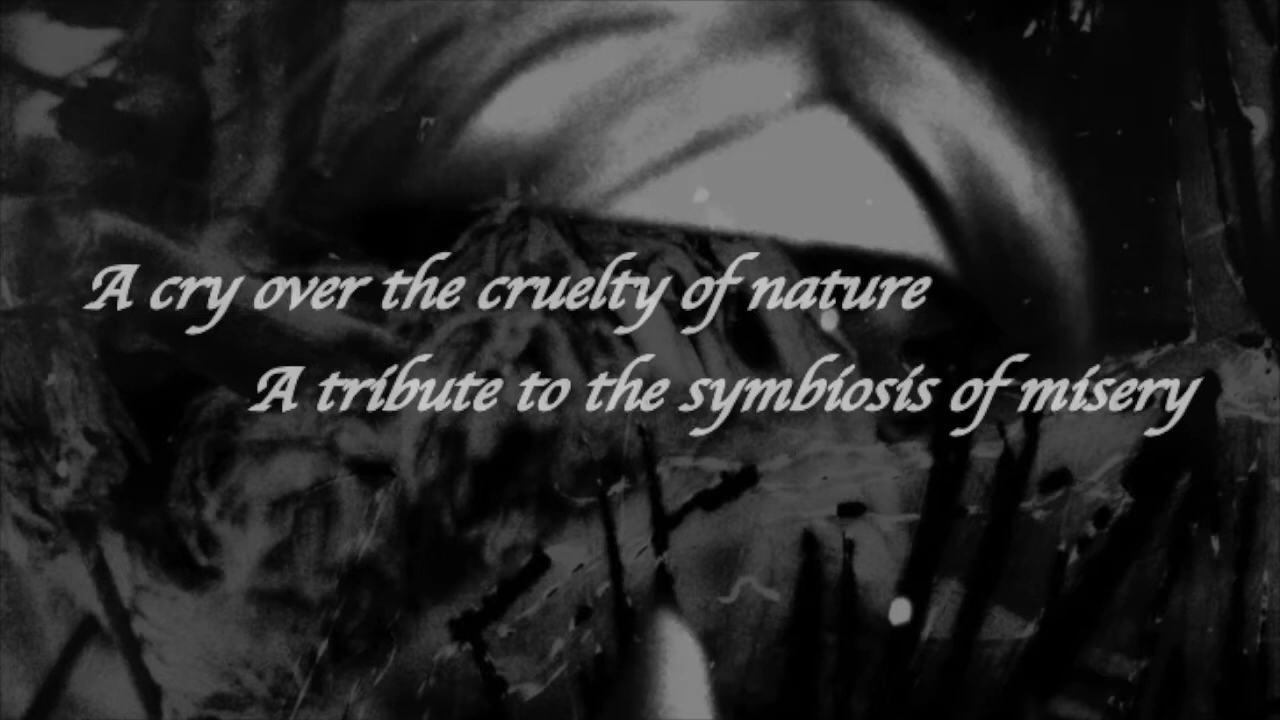 A cry over the cruelty of nature
A tribute to the symbiosis of misery